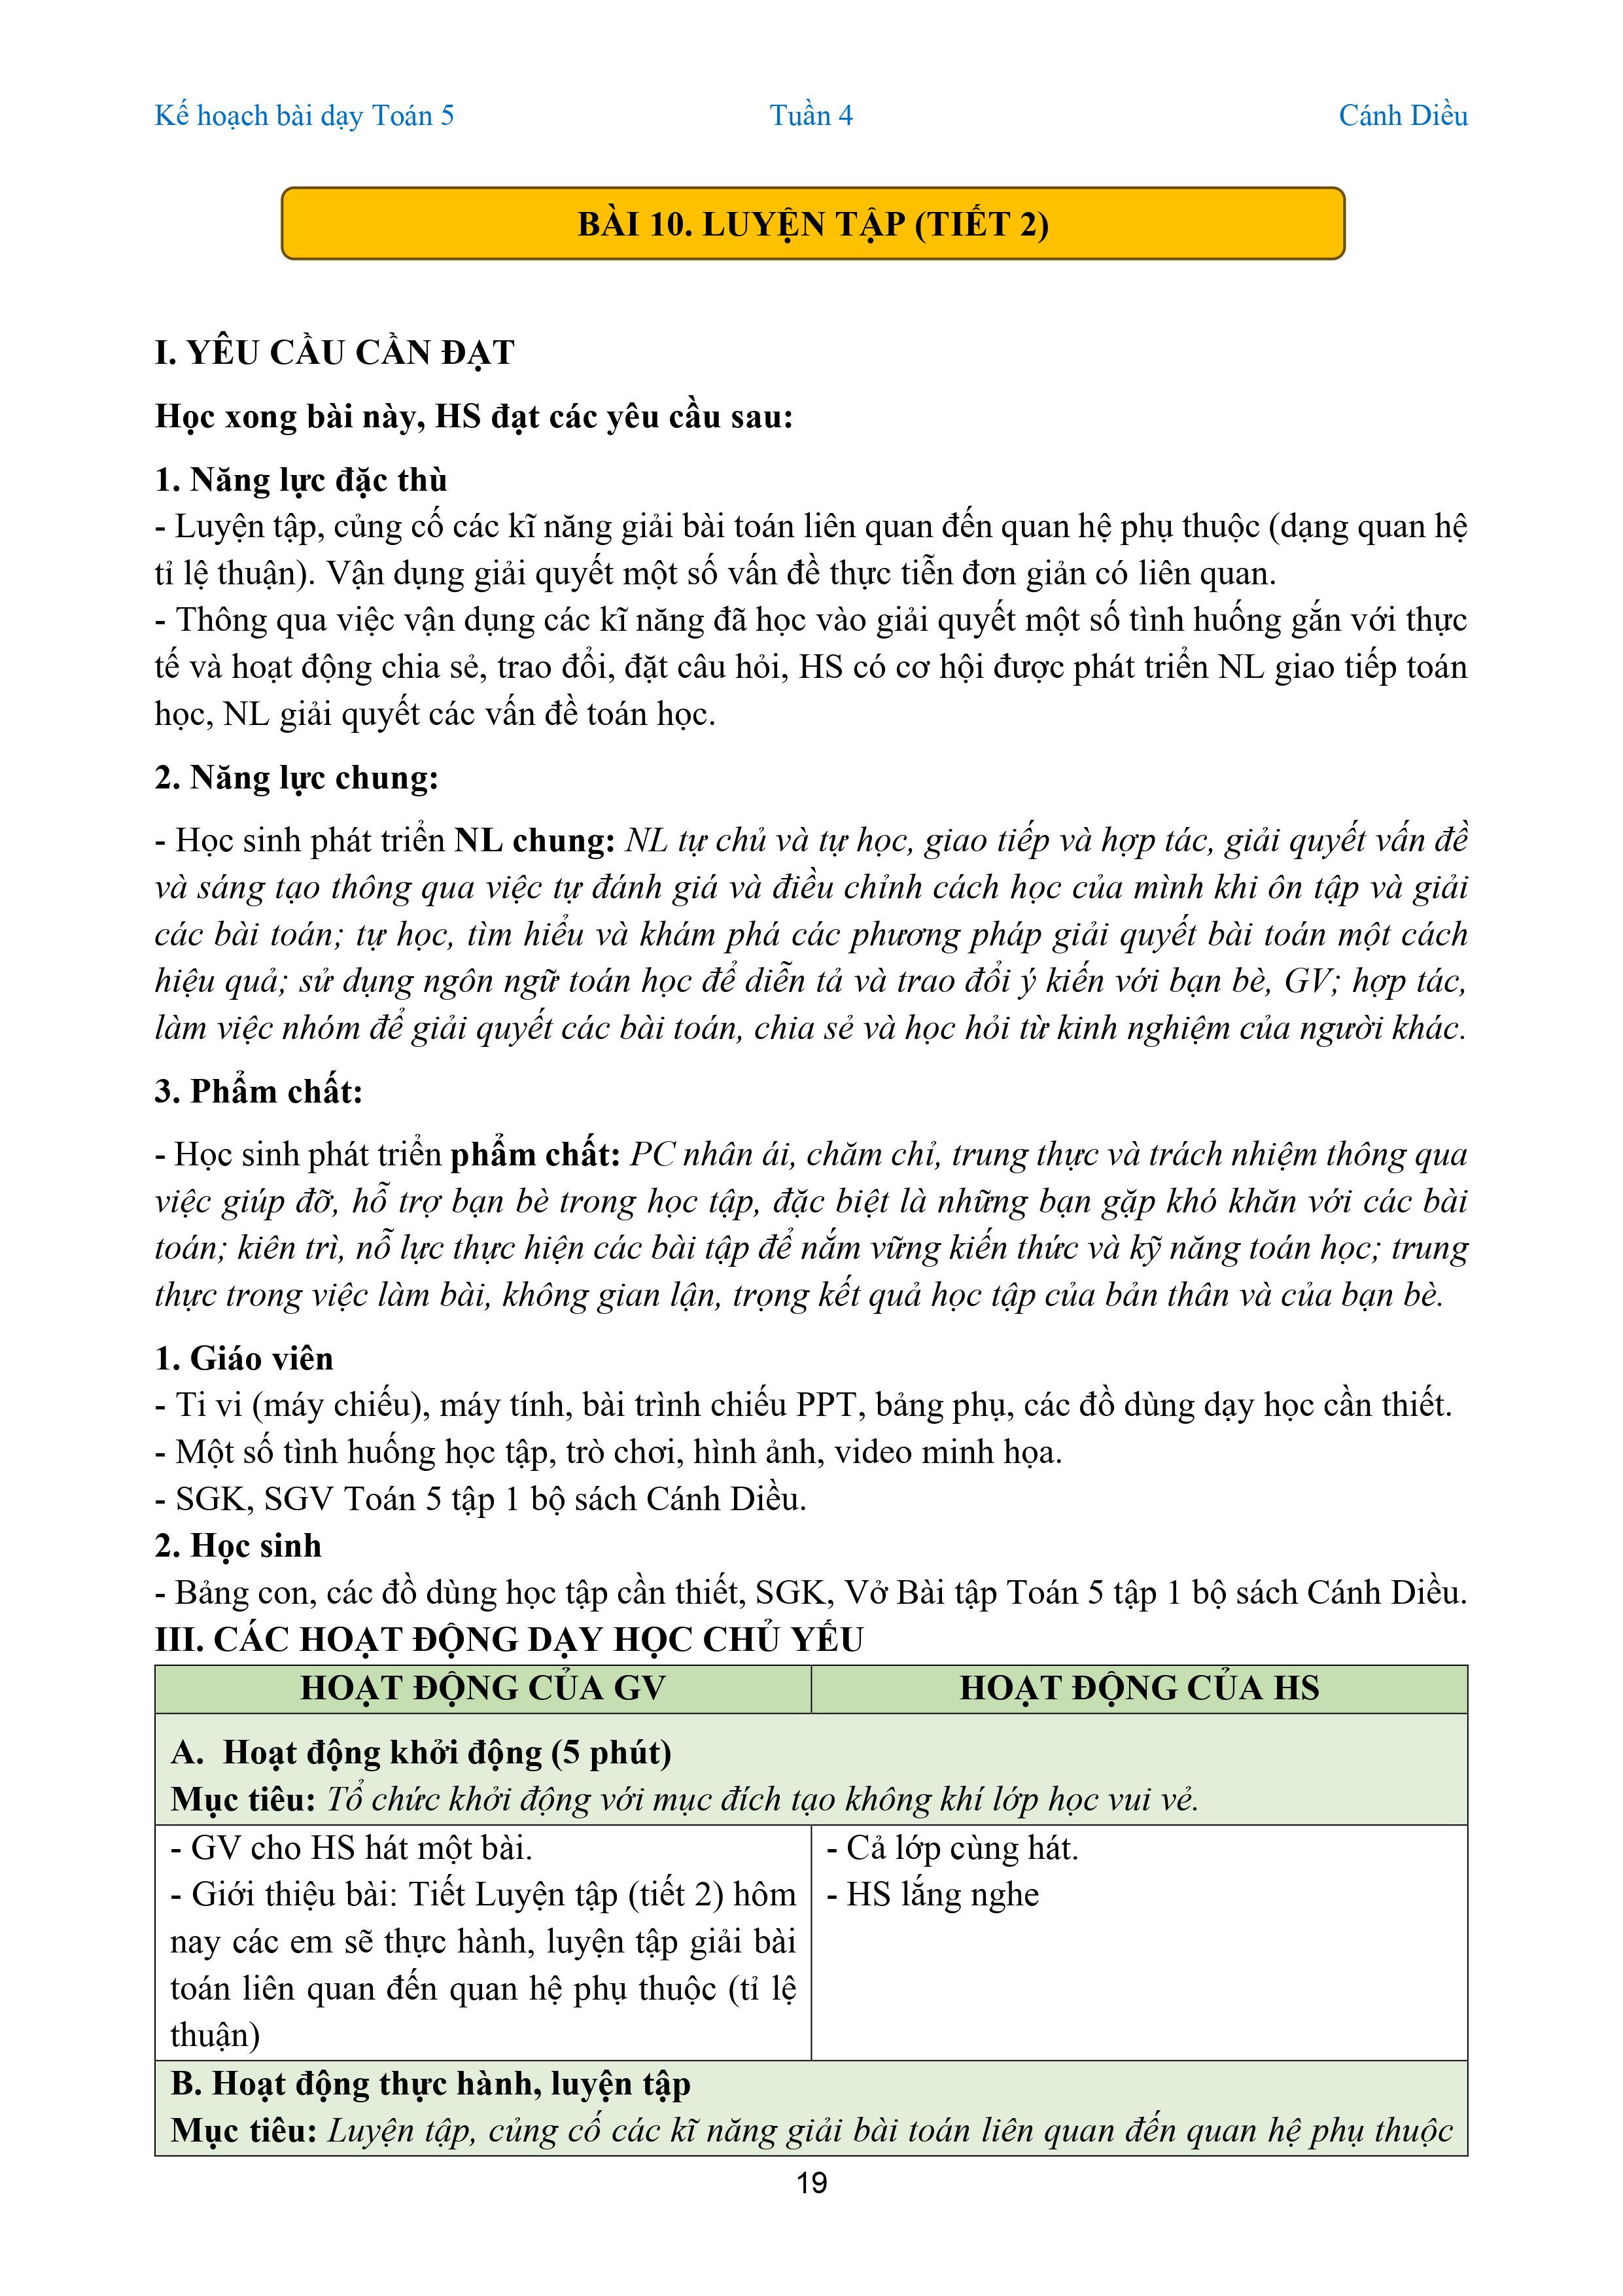 Kế hoạch bài dạy Toán 5 Tuần 4 Cánh Diều
BÀI 10. LUYỆN TẬP (TIẾT 2)
I. YÊU CẦU CẦN ĐẠT
Học xong bài này, HS đạt các yêu cầu sau:
1. Năng lực đặc thù
- Luyện tập, củng cố các kĩ năng giải bài toán liên quan đến quan hệ phụ thuộc (dạng quan hệ
tỉ lệ thuận). Vận dụng giải quyết một số vấn đề thực tiễn đơn giản có liên quan.
- Thông qua việc vận dụng các kĩ năng đã học vào giải quyết một số tình huống gắn với thực
tế và hoạt động chia sẻ, trao đổi, đặt câu hỏi, HS có cơ hội được phát triển NL giao tiếp toán
học, NL giải quyết các vấn đề toán học.
2. Năng lực chung:
- Học sinh phát triển NL chung: NL tự chủ và tự học, giao tiếp và hợp tác, giải quyết vấn đề
và sáng tạo thông qua việc tự đánh giá và điều chỉnh cách học của mình khi ôn tập và giải
các bài toán; tự học, tìm hiểu và khám phá các phương pháp giải quyết bài toán một cách
hiệu quả; sử dụng ngôn ngữ toán học để diễn tả và trao đổi ý kiến với bạn bè, GV; hợp tác,
làm việc nhóm để giải quyết các bài toán, chia sẻ và học hỏi từ kinh nghiệm của người khác.
3. Phẩm chất:
- Học sinh phát triển phẩm chất: PC nhân ái, chăm chỉ, trung thực và trách nhiệm thông qua
việc giúp đỡ, hỗ trợ bạn bè trong học tập, đặc biệt là những bạn gặp khó khăn với các bài
toán; kiên trì, nỗ lực thực hiện các bài tập để nắm vững kiến thức và kỹ năng toán học; trung
thực trong việc làm bài, không gian lận, trọng kết quả học tập của bản thân và của bạn bè.
1. Giáo viên
- Ti vi (máy chiếu), máy tính, bài trình chiếu PPT, bảng phụ, các đồ dùng dạy học cần thiết.
- Một số tình huống học tập, trò chơi, hình ảnh, video minh họa.
- SGK, SGV Toán 5 tập 1 bộ sách Cánh Diều.
2. Học sinh
- Bảng con, các đồ dùng học tập cần thiết, SGK, Vở Bài tập Toán 5 tập 1 bộ sách Cánh Diều.
III. CÁC HOẠT ĐỘNG DẠY HỌC CHỦ YẾU
HOẠT ĐỘNG CỦA GV HOẠT ĐỘNG CỦA HS
A. Hoạt động khởi động (5 phút)
Mục tiêu: Tổ chức khởi động với mục đích tạo không khí lớp học vui vẻ.
- GV cho HS hát một bài.
- Giới thiệu bài: Tiết Luyện tập (tiết 2) hôm
nay các em sẽ thực hành, luyện tập giải bài
toán liên quan đến quan hệ phụ thuộc (tỉ lệ
thuận)
- Cả lớp cùng hát.
- HS lắng nghe
B. Hoạt động thực hành, luyện tập
Mục tiêu: Luyện tập, củng cố các kĩ năng giải bài toán liên quan đến quan hệ phụ thuộc
19